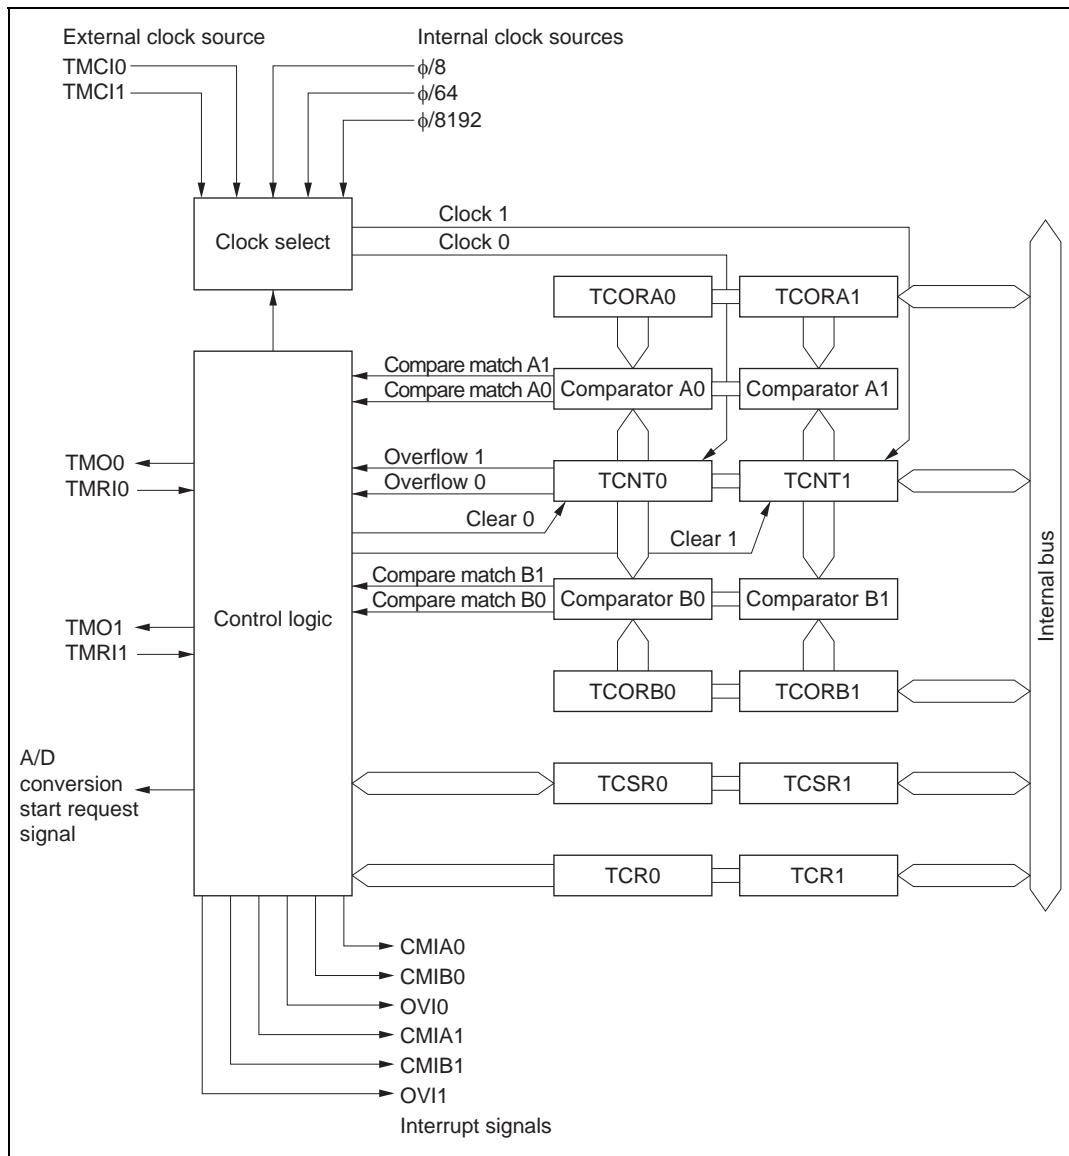 External clock source
Internal clock sources
TMCI0
TMCI1
ϕ/8
ϕ/64
ϕ/8192
Clock select
Clock 1
Clock 0
TCORA0
TCORA1
Compare match A1
Compare match A0
Comparator A0
Comparator A1
TMO0
TMRI0
Overflow 1
Overflow 0
TCNT0
TCNT1
Clear 0
Clear 1
Internal bus
Compare match B1
Compare match B0
Comparator B0
Comparator B1
Control logic
TMO1
TMRI1
TCORB0
TCORB1
A/D
conversion
start request
signal
TCSR0
TCSR1
TCR0
TCR1
CMIA0
CMIB0
OVI0
CMIA1
CMIB1
OVI1
Interrupt signals